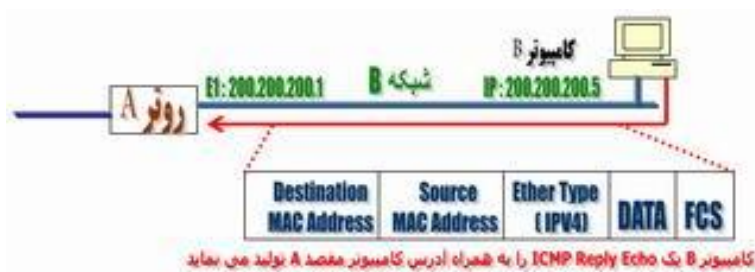 کامپیوتر B
E1: 200.200.200.1
شبکه B
IP: 200.200.200.5
روتر A
Destination MAC Address
Source MAC Address
Ether Type ( IPV4)
DATA
FCS
کامپیوتر B یک ICMP Reply Echo را به همراه آدرس کامپیوتر مقصد A تولید می نماید